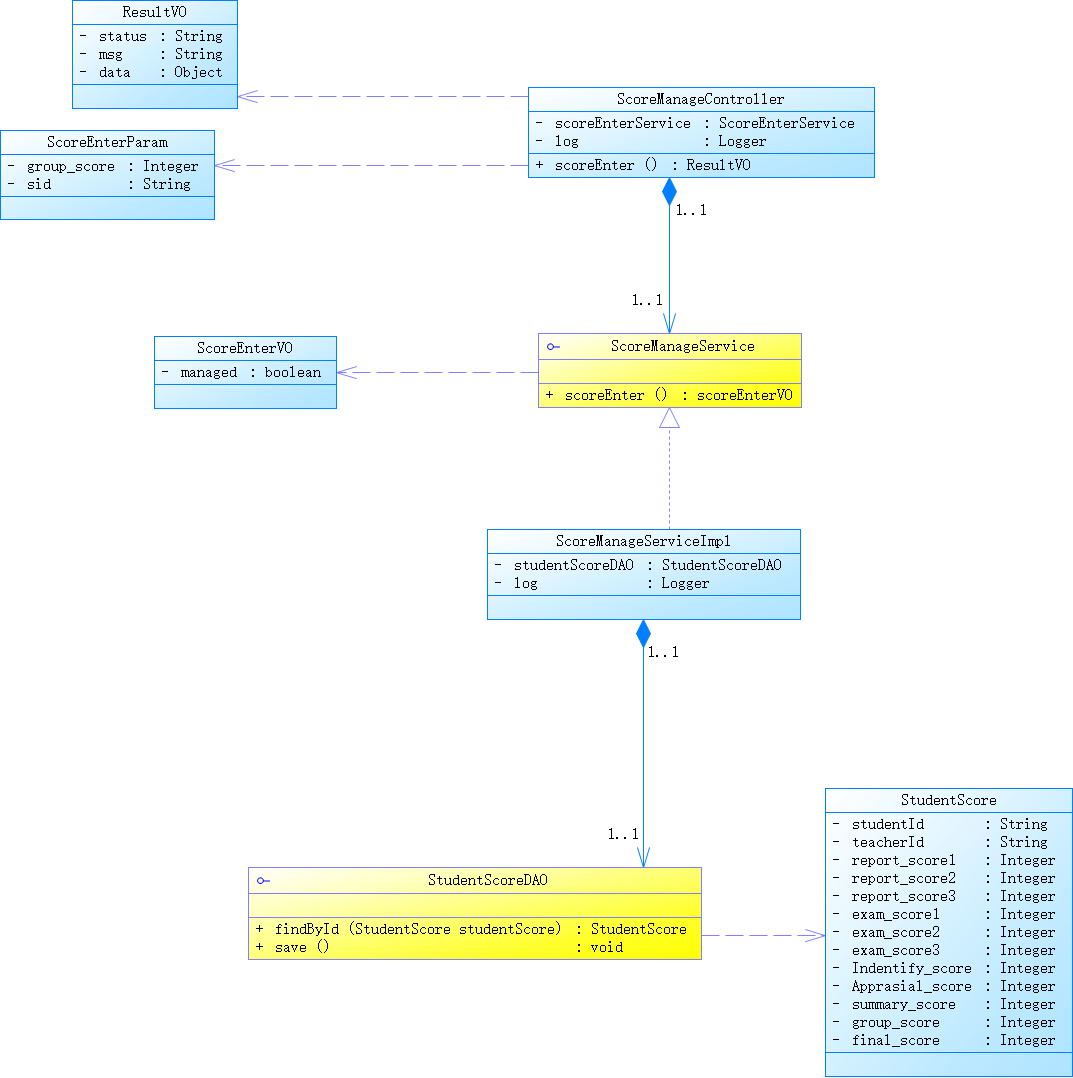 ResultVO
- status : String
- msg : String
- data : Object
ScoreManageController
- scoreEnterService : ScoreEnterService
- log : Logger
+ scoreEnter () : ResultVO
ScoreEnterParam
- group_score : Integer
- sid : String
1..1
1..1
ScoreManageService
+ scoreEnter () : scoreEnterVO
ScoreEnterVO
- managed : boolean
ScoreManageServiceImpl
- studentScoreDAO : StudentScoreDAO
- log : Logger
1..1
1..1
StudentScoreDAO
+ findById (StudentScore studentScore) : StudentScore
+ save () : void
StudentScore
- studentId : String
- teacherId : String
- report_score1 : Integer
- report_score2 : Integer
- report_score3 : Integer
- exam_score1 : Integer
- exam_score2 : Integer
- exam_score3 : Integer
- Indentify_score : Integer
- Apprasial_score : Integer
- summary_score : Integer
- group_score : Integer
- final_score : Integer